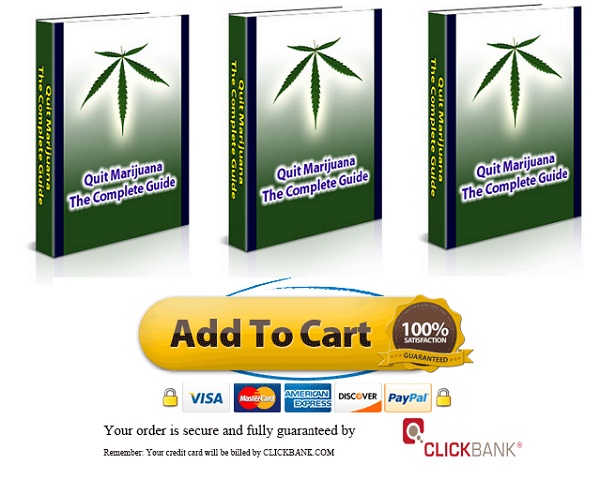 Quit Marijuana
The Complete Guide
Quit Marijuana
The Complete Guide
Quit Marijuana
The Complete Guide
Quit Marijuana
The Complete Guide
Quit Marijuana
The Complete Guide
Quit Marijuana
The Complete Guide
Add To Cart
100%
SATISFACTION
GUARANTEED
VISA
MasterCard
AMERICAN
EXPRESS
DISCOVER
PayPal
Your order is secure and fully guaranteed by
CLICKBANK®
Remember: Your credit card will be billed by CLICKBANK.COM